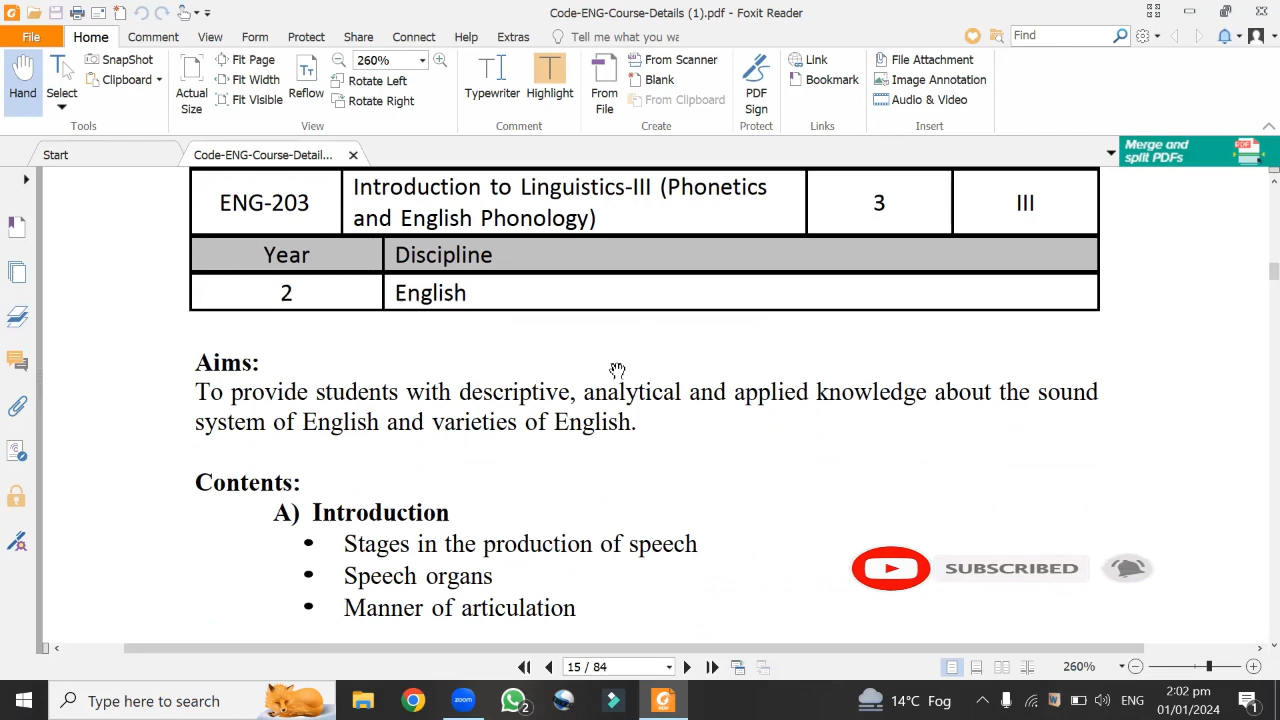 Code-ENG-Course-Details (1).pdf - Foxit Reader
File Home Comment View Form Protect Share Connect Help Extras Tell me what you wa Find
Hand
Select
SnapShot
Clipboard
Tools
Actual Size
Fit Page
Fit Width
Fit Visible
Reflow
260%
Rotate Left
Rotate Right
View
Typewriter
Highlight
Comment
From File
From Scanner
Blank
From Clipboard
Create
PDF Sign
Protect
Link
Bookmark
Links
File Attachment
Image Annotation
Audio & Video
Insert
Start
Code-ENG-Course-Detail...
Merge and
split PDFs
ENG-203 Introduction to Linguistics-III (Phonetics and English Phonology) 3 III
Year Discipline
2 English
Aims:
To provide students with descriptive, analytical and applied knowledge about the sound
system of English and varieties of English.
Contents:
A) Introduction
• Stages in the production of speech
• Speech organs
• Manner of articulation
SUBSCRIBED
15 / 84
260%
Type here to search
zoom
2
14°C Fog
ENG
2:02 pm
01/01/2024
1